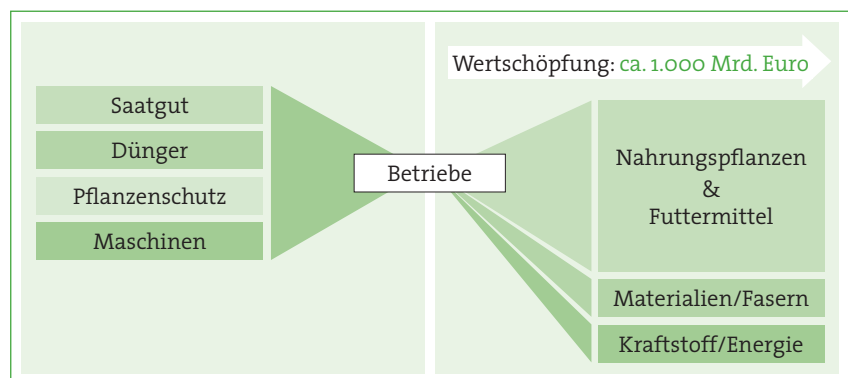 Wertschöpfung: ca. 1.000 Mrd. Euro
Saatgut
Dünger
Pflanzenschutz
Maschinen
Betriebe
Nahrungspflanzen
&
Futtermittel
Materialien/Fasern
Kraftstoff/Energie